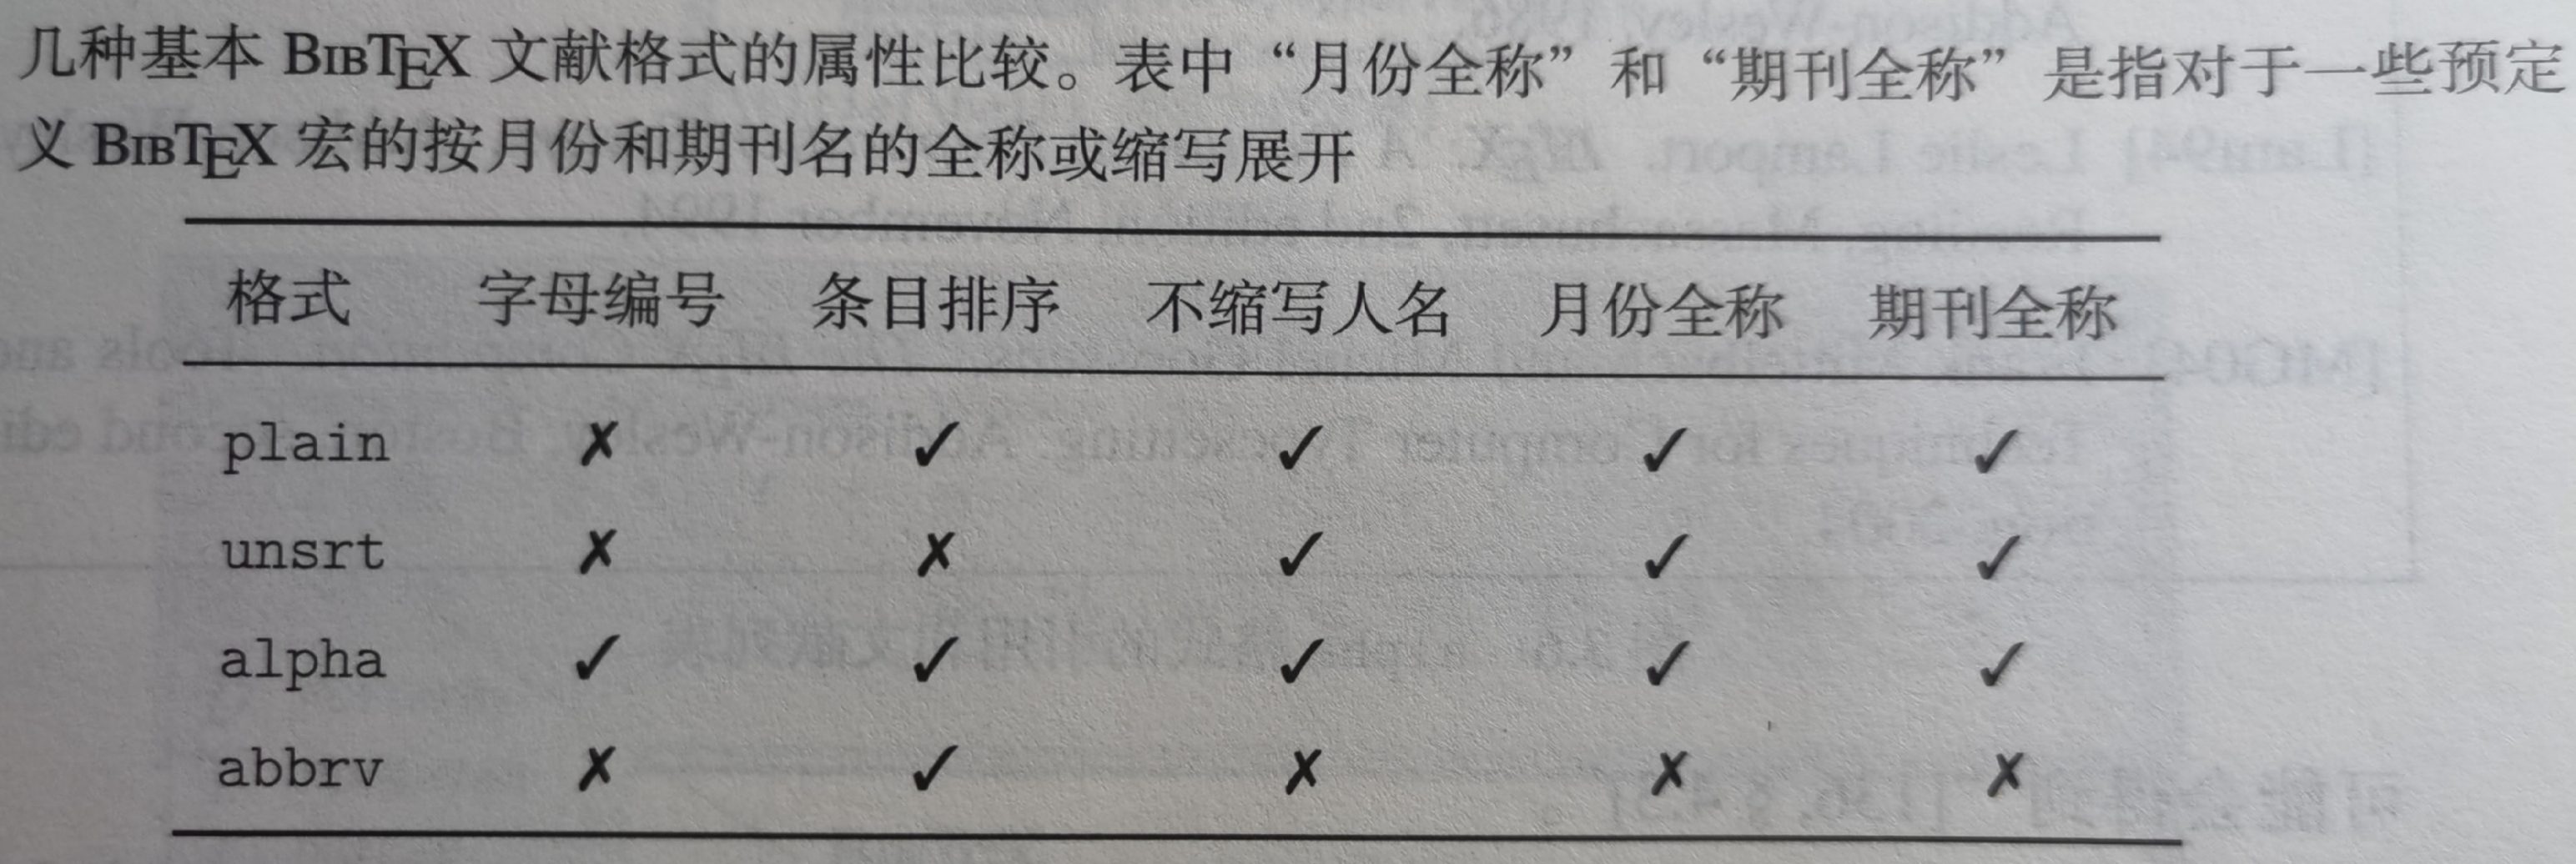 几种基本 BIBTEX 文献格式的属性比较。表中“月份全称”和“期刊全称”是指对于一些预定
义 BIBTEX 宏的按月份和期刊名的全称或缩写展开
格式 字母编号 条目排序 不缩写人名 月份全称 期刊全称
plain ✗ ✓ ✓ ✓ ✓
unsrt ✗ ✗ ✓ ✓ ✓
alpha ✓ ✓ ✓ ✓ ✓
abbrv ✗ ✓ ✗ ✗ ✗